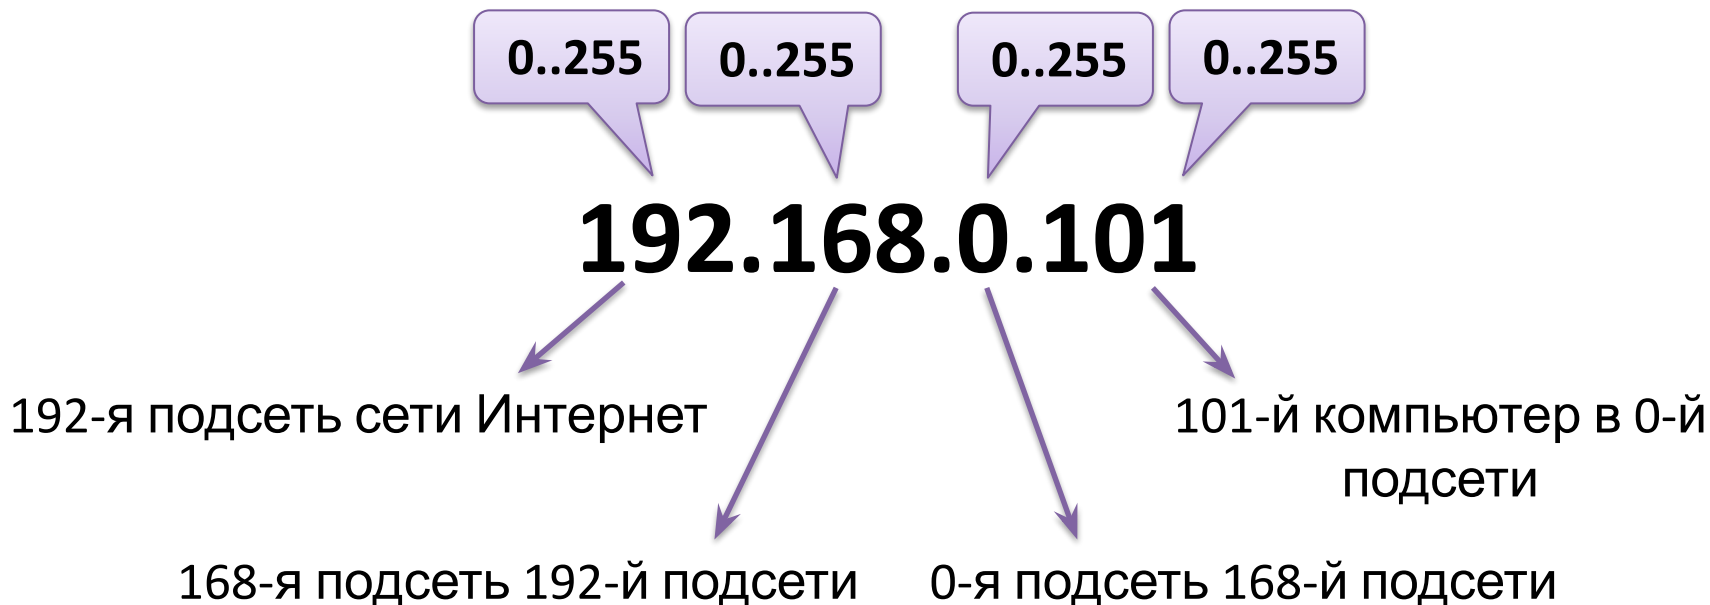 0..255 0..255 0..255 0..255
192.168.0.101
192-я подсеть сети Интернет
101-й компьютер в 0-й
подсети
168-я подсеть 192-й подсети
0-я подсеть 168-й подсети